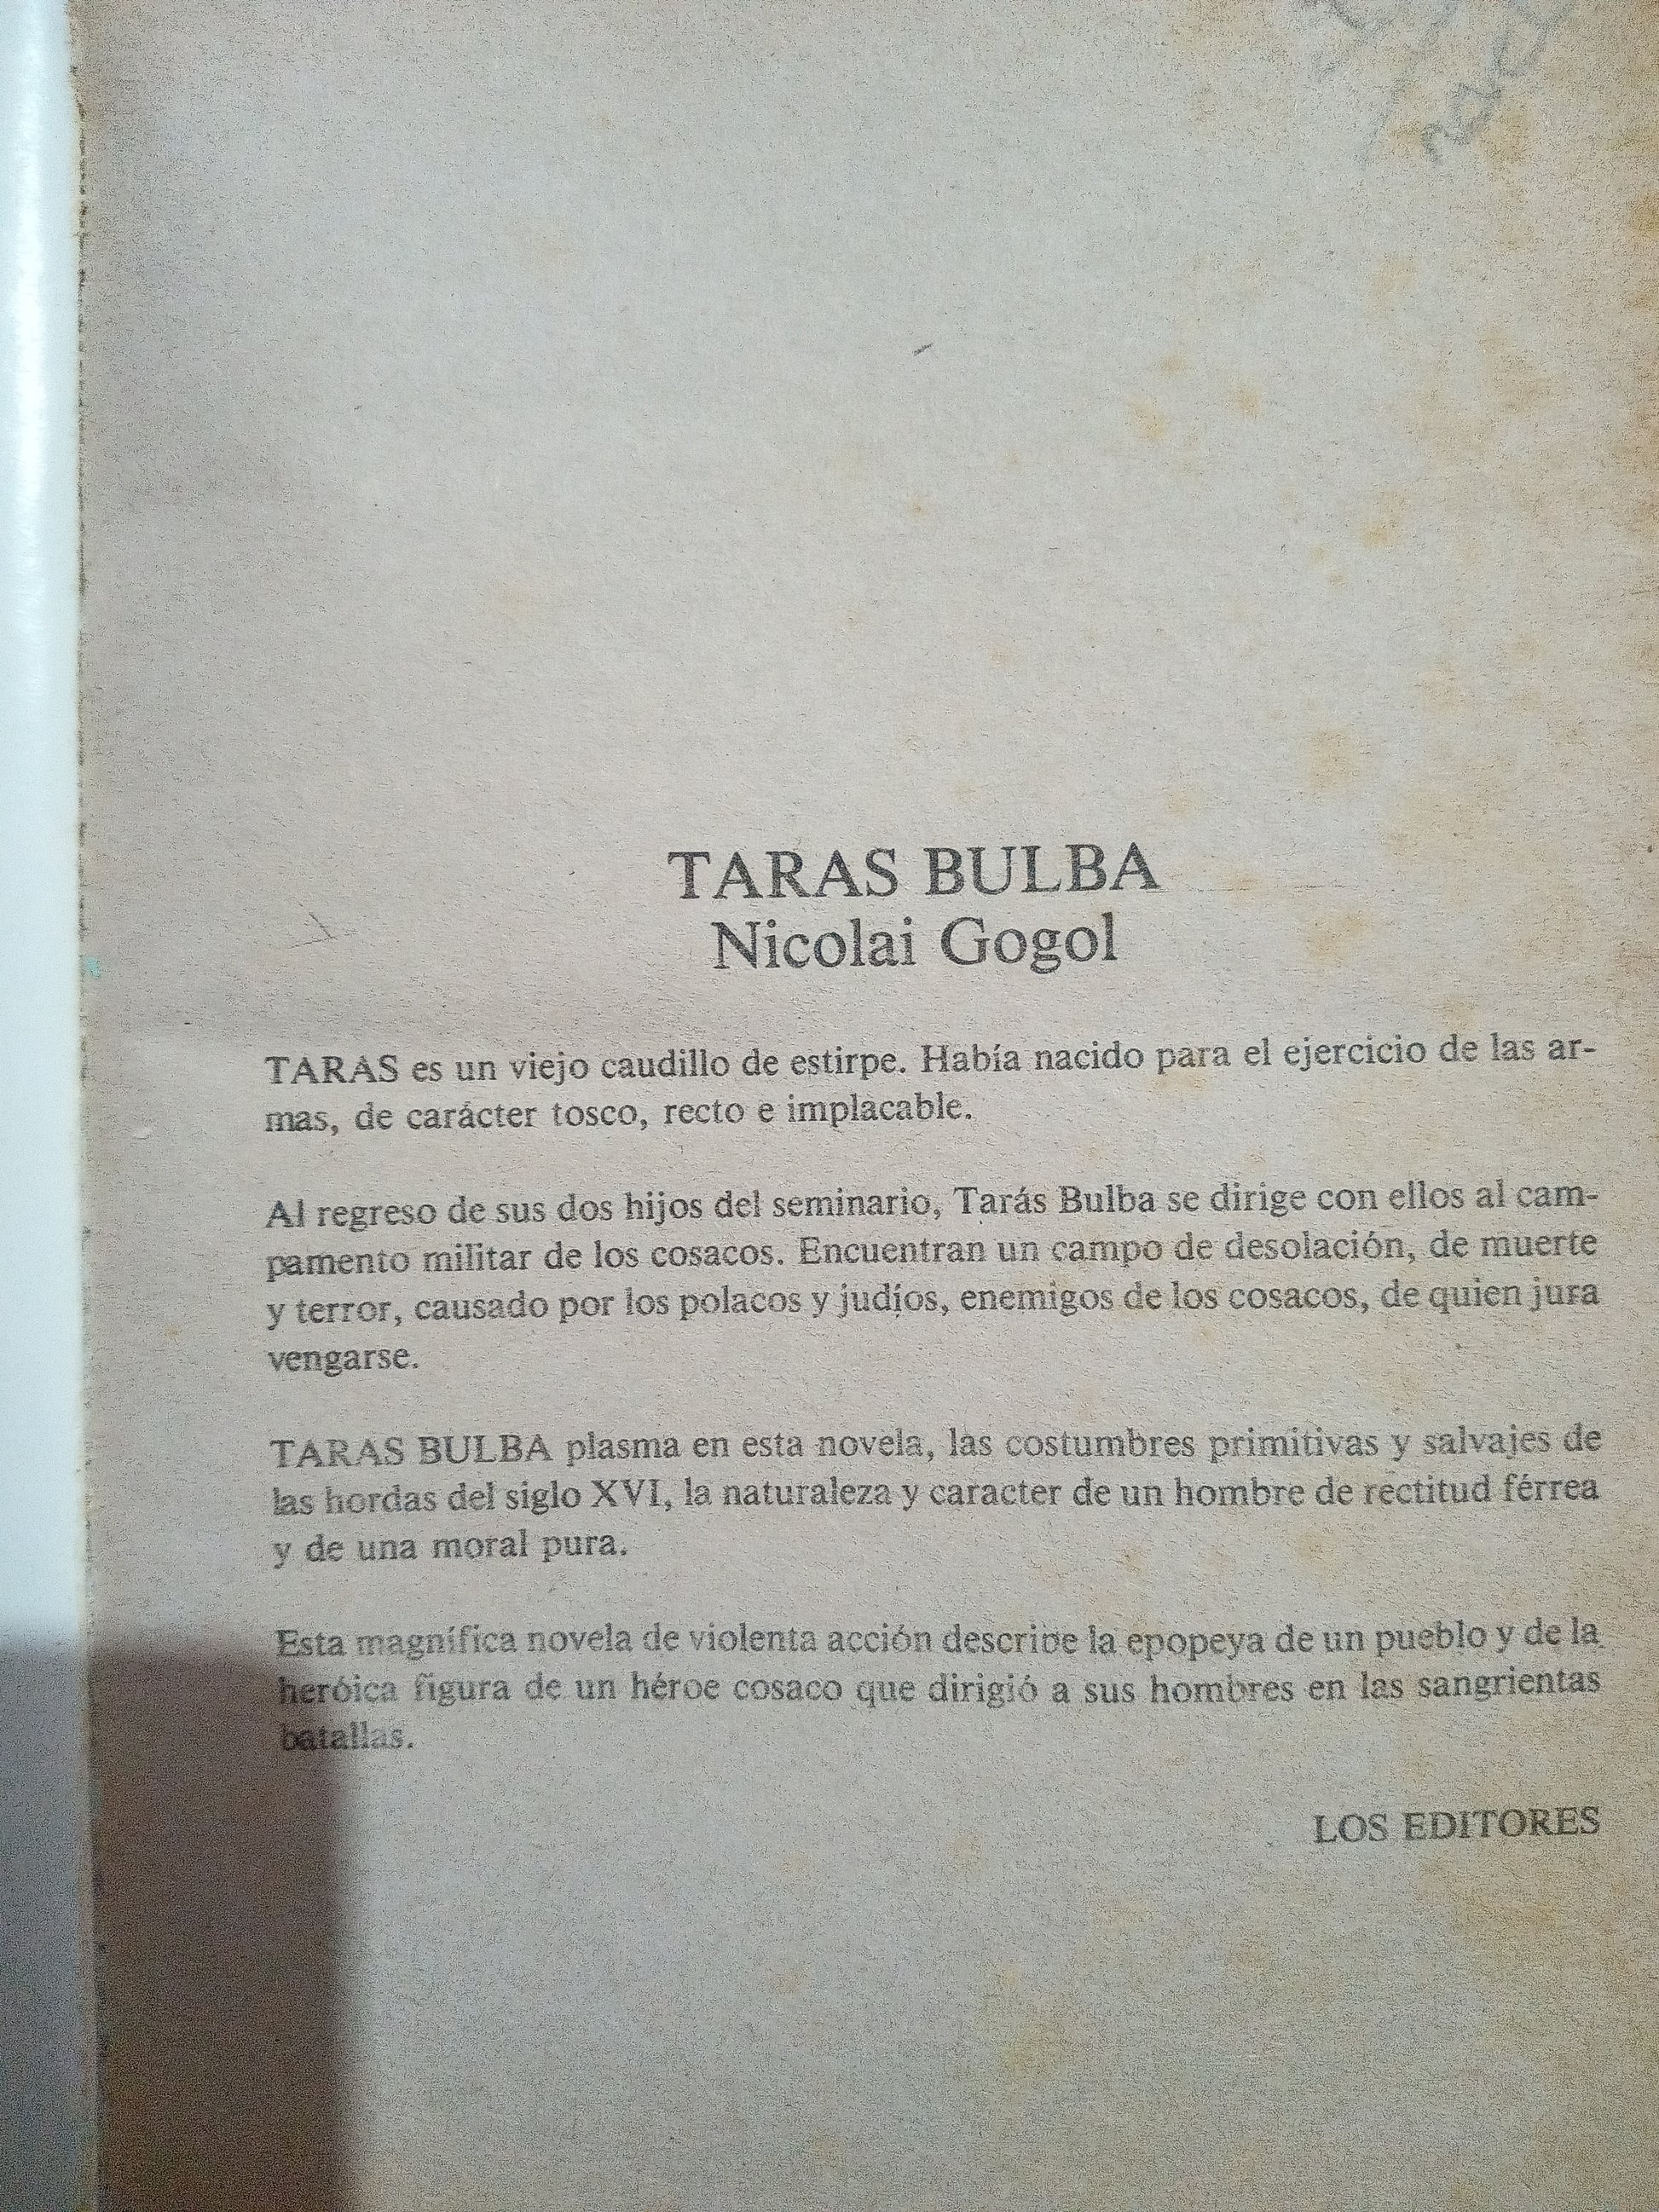 TARAS BULBA
Nicolai Gogol
TARAS es un viejo caudillo de estirpe. Había nacido para el ejercicio de las ar-
mas, de carácter tosco, recto e implacable.
Al regreso de sus dos hijos del seminario, Tarás Bulba se dirige con ellos al cam-
pamento militar de los cosacos. Encuentran un campo de desolación, de muerte
y terror, causado por los polacos y judíos, enemigos de los cosacos, de quien jura
vengarse.
TARAS BULBA plasma en esta novela, las costumbres primitivas y salvajes de
las hordas del siglo XVI, la naturaleza y caracter de un hombre de rectitud férrea
y de una moral pura.
Esta magnífica novela de violenta acción describe la epopeya de un pueblo y de la
heróica figura de un héroe cosaco que dirigió a sus hombres en las sangrientas
batallas.
LOS EDITORES